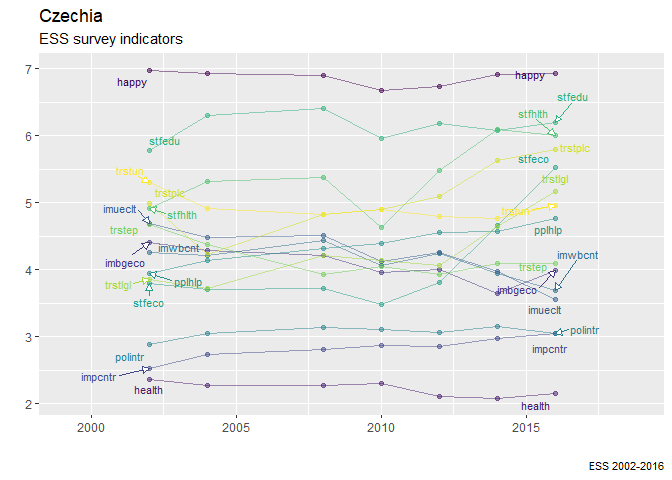 Czechia
ESS survey indicators
7
6
5
4
3
2
happy
happy
stfedu
stfhlth
stfedu
trstplc
stfeco
trstun
trstlgl
trstplc
imueclt
stfhlth
trstun
trstep
pplhlp
imwbcnt
imwbcnt
imbgeco
trstep
trstlgl
pplhlp
imbgeco
stfeco
imueclt
polintr
polintr
impcntr
impcntr
health
health
2000
2005
2010
2015
ESS 2002-2016